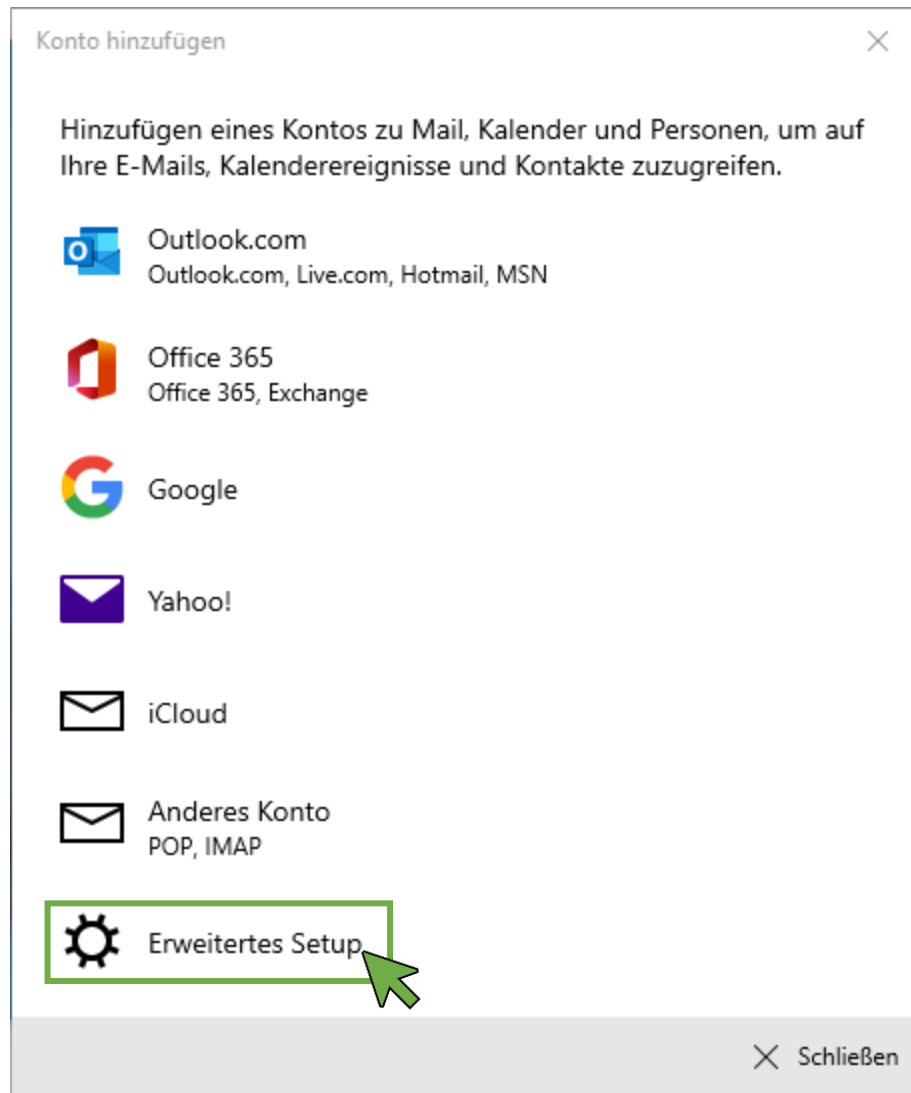 Konto hinzufügen
Hinzufügen eines Kontos zu Mail, Kalender und Personen, um auf
Ihre E-Mails, Kalenderereignisse und Kontakte zuzugreifen.
Outlook.com
Outlook.com, Live.com, Hotmail, MSN
Office 365
Office 365, Exchange
Google
Yahoo!
iCloud
Anderes Konto
POP, IMAP
Erweitertes Setup
Schließen